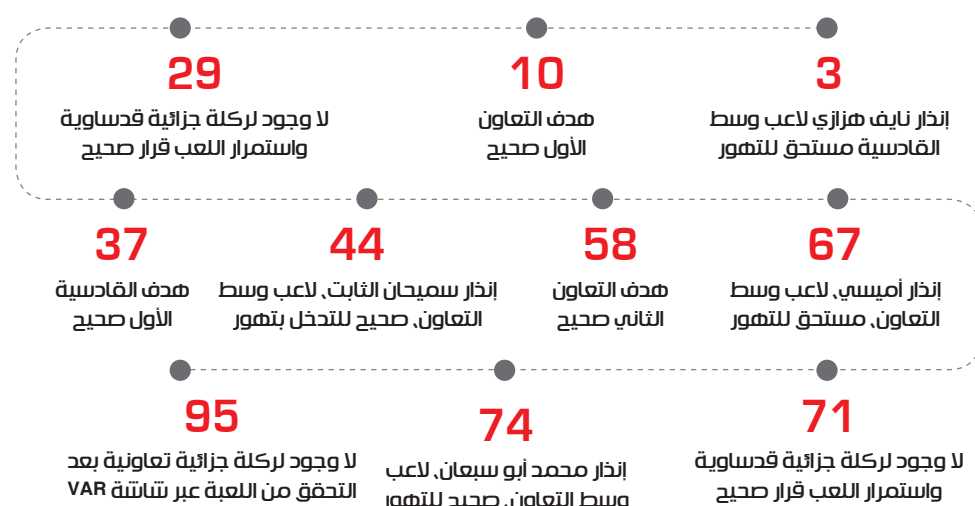 3
إنذار نايف هزازي لاعب وسط
القادسية مستحق للتهور
10
هدف التعاون
الأول صحيح
29
لا وجود لركلة جزائية قدساوية
واستمرار اللعب قرار صحيح
37
هدف القادسية
الأول صحيح
44
إنذار سميحان الثابت، لاعب وسط
التعاون، صحيح للتدخل بتهور
58
هدف التعاون
الثاني صحيح
67
إنذار أميسي، لاعب وسط
التعاون، مستحق للتهور
71
لا وجود لركلة جزائية قدساوية
واستمرار اللعب قرار صحيح
74
إنذار محمد أبو سبعان، لاعب
وسط التعاون، صحيح للتهور
95
لا وجود لركلة جزائية تعاونية بعد
التحقق من اللعبة عبر شاشة VAR